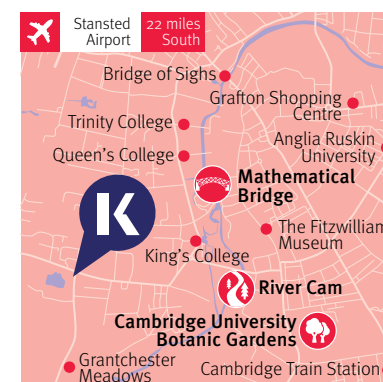 Stansted
Airport
22 miles
South
Bridge of Sighs
Grafton Shopping
Centre
Trinity College
Anglia Ruskin
University
Queen's College
Mathematical
Bridge
K
The Fitzwilliam
Museum
King's College
River Cam
Cambridge University
Botanic Gardens
Grantchester
Meadows
Cambridge Train Station